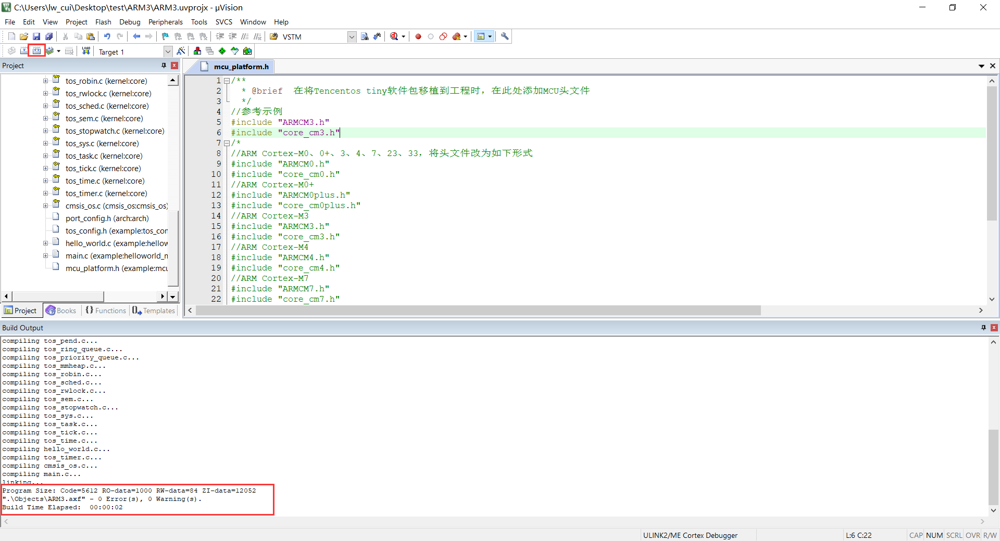 C:\Users\lw_cui\Desktop\test\ARM3\ARM3.uvprojx - µVision
File Edit View Project Flash Debug Peripherals Tools SVCS Window Help
VSTM
LOAD
Target 1
Project
tos_robin.c (kernel:core)
tos_rwlock.c (kernel:core)
tos_sched.c (kernel:core)
tos_sem.c (kernel:core)
tos_stopwatch.c (kernel:core)
tos_sys.c (kernel:core)
tos_task.c (kernel:core)
tos_tick.c (kernel:core)
tos_time.c (kernel:core)
tos_timer.c (kernel:core)
cmsis_os.c (cmsis_os:cmsis_os)
port_config.h (arch:arch)
tos_config.h (example:tos_con
hello_world.c (example:hellow
main.c (example:helloworld_m
mcu_platform.h (example:mcu
Project Books Functions Templates
mcu_platform.h
1 /**
2 * @brief 在将Tencentos tiny软件包移植到工程时，在此处添加MCU头文件
3 */
4 //参考示例
5 #include "ARMCM3.h"
6 #include "core_cm3.h"
7 /*
8 //ARM Cortex-M0、0+、3、4、7、23、33，将头文件改为如下形式
9 #include "ARMCM0.h"
10 #include "core_cm0.h"
11 //ARM Cortex-M0+
12 #include "ARMCM0plus.h"
13 #include "core_cm0plus.h"
14 //ARM Cortex-M3
15 #include "ARMCM3.h"
16 #include "core_cm3.h"
17 //ARM Cortex-M4
18 #include "ARMCM4.h"
19 #include "core_cm4.h"
20 //ARM Cortex-M7
21 #include "ARMCM7.h"
22 #include "core_cm7.h"
Build Output
compiling tos_pend.c...
compiling tos_ring_queue.c...
compiling tos_priority_queue.c...
compiling tos_mmheap.c...
compiling tos_robin.c...
compiling tos_sched.c...
compiling tos_rwlock.c...
compiling tos_sem.c...
compiling tos_stopwatch.c...
compiling tos_sys.c...
compiling tos_task.c...
compiling tos_tick.c...
compiling tos_time.c...
compiling hello_world.c...
compiling tos_timer.c...
compiling cmsis_os.c...
compiling main.c...
linking...
Program Size: Code=5612 RO-data=1000 RW-data=84 ZI-data=12052
".\Objects\ARM3.axf" - 0 Error(s), 0 Warning(s).
Build Time Elapsed: 00:00:02
ULINK2/ME Cortex Debugger L:6 C:22 CAP NUM SCRL OVR R/W